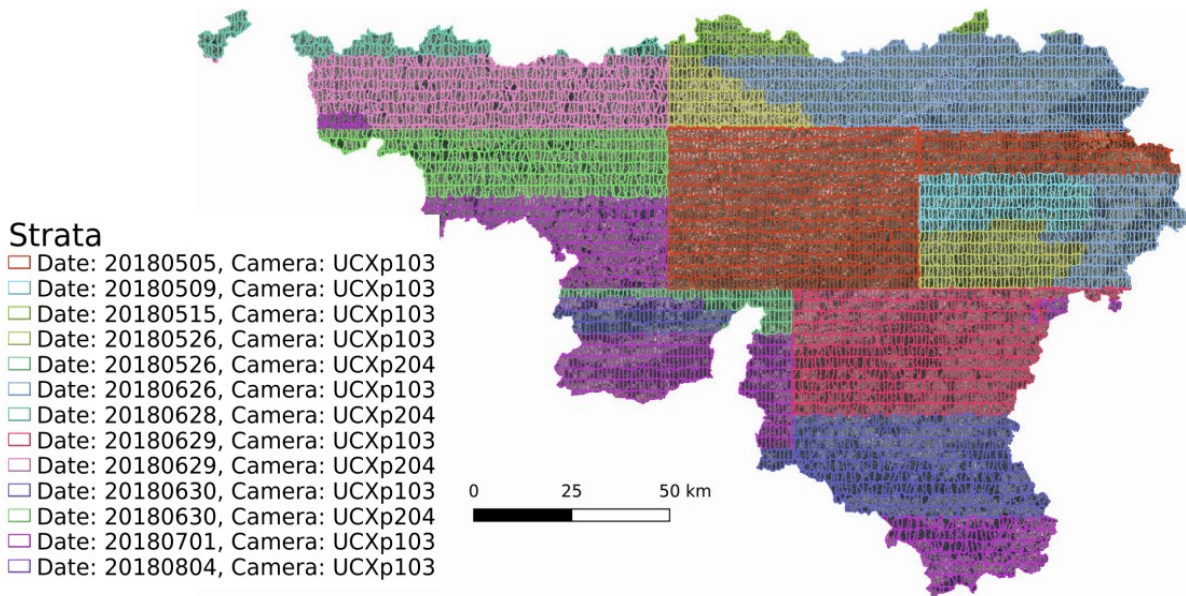 Strata
Date: 20180505, Camera: UCXp103
Date: 20180509, Camera: UCXp103
Date: 20180515, Camera: UCXp103
Date: 20180526, Camera: UCXp103
Date: 20180526, Camera: UCXp204
Date: 20180626, Camera: UCXp103
Date: 20180628, Camera: UCXp204
Date: 20180629, Camera: UCXp103
Date: 20180629, Camera: UCXp204
Date: 20180630, Camera: UCXp103
Date: 20180630, Camera: UCXp204
Date: 20180701, Camera: UCXp103
Date: 20180804, Camera: UCXp103
0 25 50 km